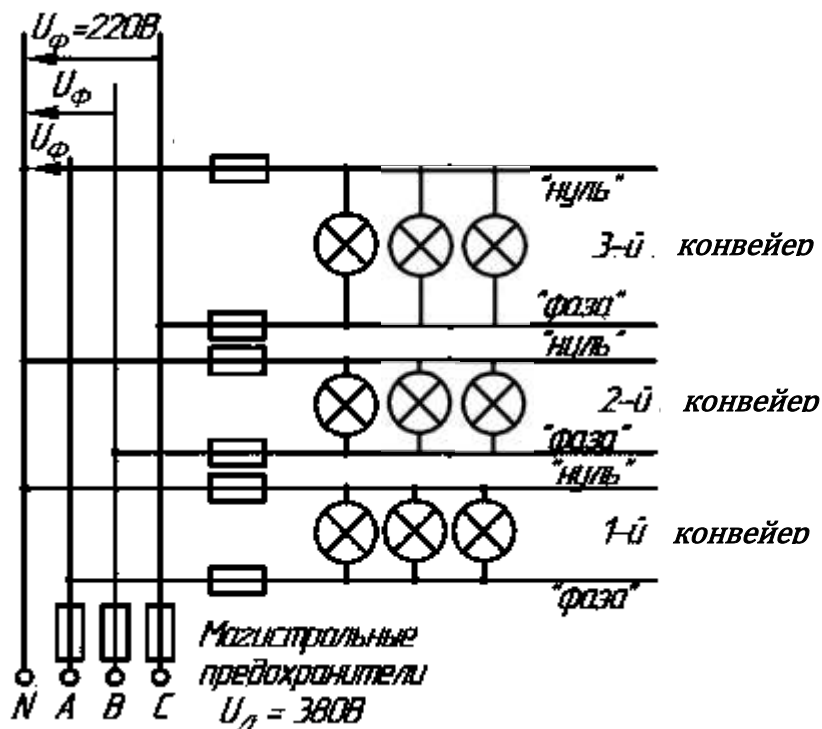 Uф=220В
Uф
Uф
"нуль"
3-й конвейер
"фаза"
"нуль"
2-й конвейер
"фаза"
"нуль"
1-й конвейер
"фаза"
Магистральные
предохранители
N A B C
Uл = 380В